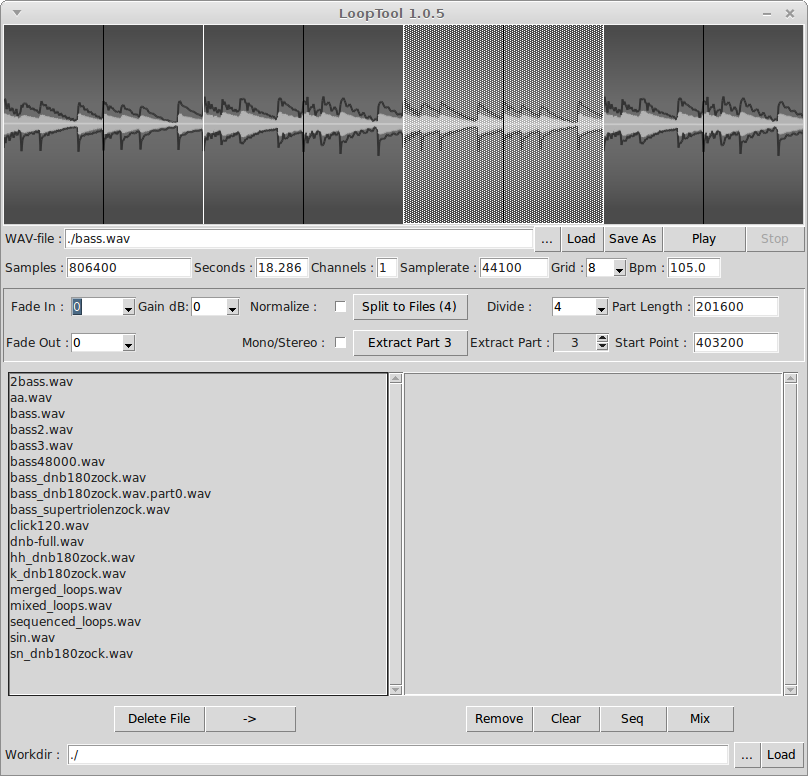 LoopTool 1.0.5
WAV-file : ./bass.wav ... Load Save As Play Stop
Samples : 806400 Seconds : 18.286 Channels : 1 Samplerate : 44100 Grid : 8 Bpm : 105.0
Fade In : 0 Gain dB: 0 Normalize : Split to Files (4) Divide : 4 Part Length : 201600
Fade Out : 0 Mono/Stereo : Extract Part 3 Extract Part : 3 Start Point : 403200
2bass.wav
aa.wav
bass.wav
bass2.wav
bass3.wav
bass48000.wav
bass_dnb180zock.wav
bass_dnb180zock.wav.part0.wav
bass_supertriolenzock.wav
click120.wav
dnb-full.wav
hh_dnb180zock.wav
k_dnb180zock.wav
merged_loops.wav
mixed_loops.wav
sequenced_loops.wav
sin.wav
sn_dnb180zock.wav
Delete File -> Remove Clear Seq Mix
Workdir : ./ ... Load